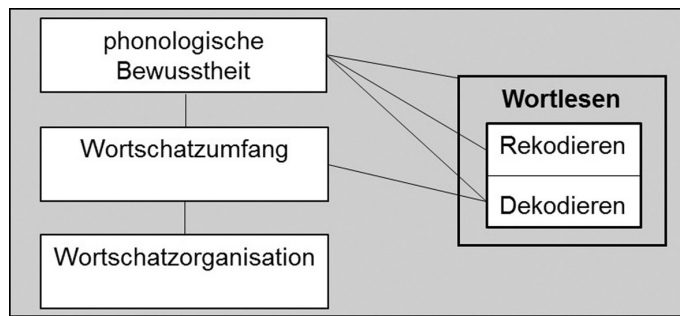 phonologische
Bewusstheit
Wortschatzumfang
Wortschatzorganisation
Wortlesen
Rekodieren
Dekodieren